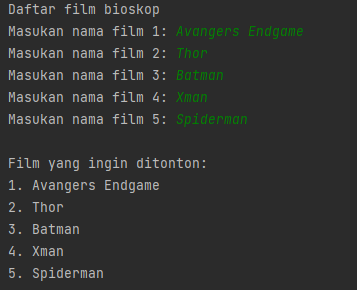 Daftar film bioskop
Masukan nama film 1: Avangers Endgame
Masukan nama film 2: Thor
Masukan nama film 3: Batman
Masukan nama film 4: Xman
Masukan nama film 5: Spiderman
Film yang ingin ditonton:
1. Avangers Endgame
2. Thor
3. Batman
4. Xman
5. Spiderman